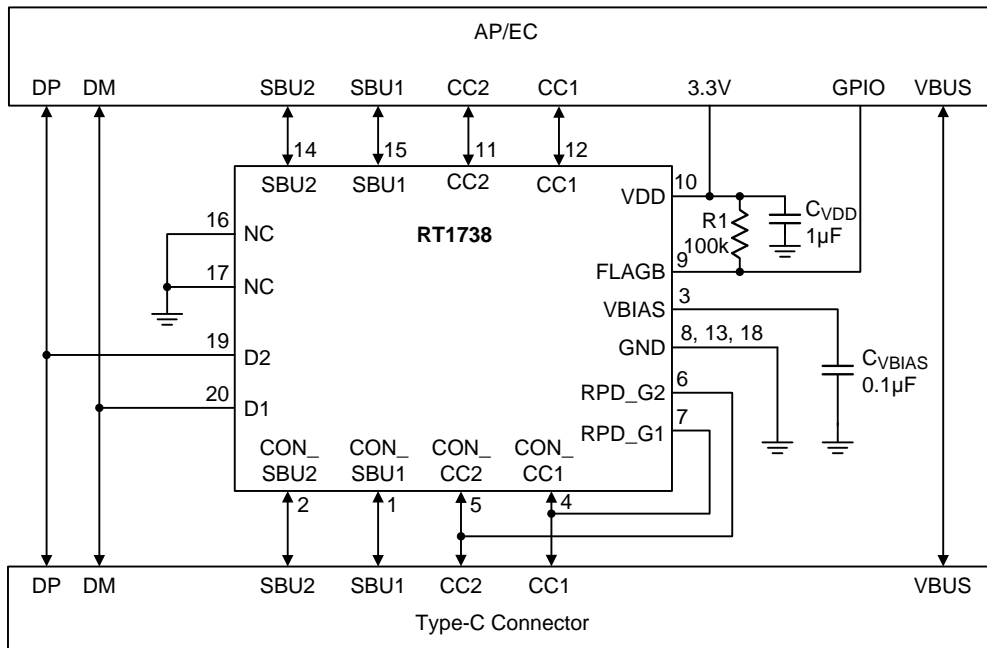 AP/EC
DP DM SBU2 SBU1 CC2 CC1 3.3V GPIO VBUS
14 15 11 12
SBU2 SBU1 CC2 CC1
10
VDD
CVDD
1µF
16
NC
RT1738
R1
100k
9
FLAGB
17
NC
3
VBIAS
8, 13, 18
GND
19
D2
CVBIAS
0.1µF
6
RPD_G2
20
D1
7
RPD_G1
CON_ CON_ CON_ CON_
SBU2 SBU1 CC2 CC1
2 1 5 4
DP DM SBU2 SBU1 CC2 CC1 VBUS
Type-C Connector